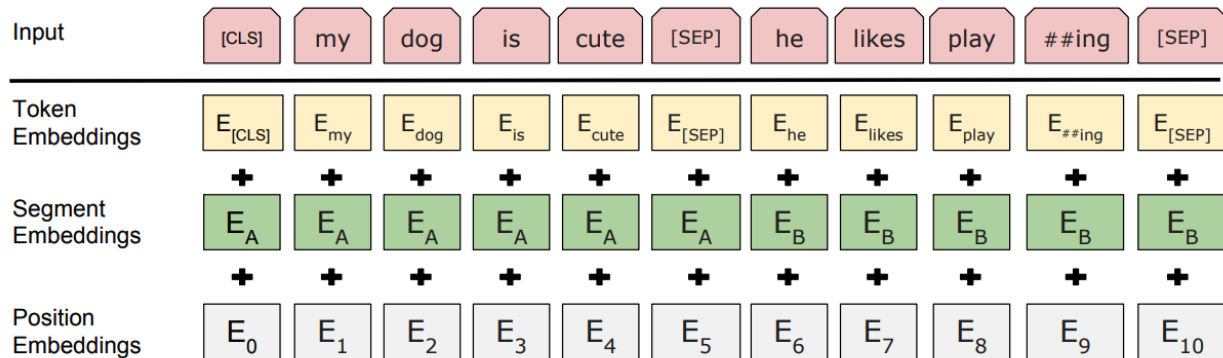 Input [CLS] my dog is cute [SEP] he likes play ##ing [SEP]
Token Embeddings E[CLS] Emy Edog Eis Ecute E[SEP] Ehe Elikes Eplay E##ing E[SEP]
+ + + + + + + + + + +
Segment Embeddings EA EA EA EA EA EA EB EB EB EB EB
+ + + + + + + + + + +
Position Embeddings E0 E1 E2 E3 E4 E5 E6 E7 E8 E9 E10